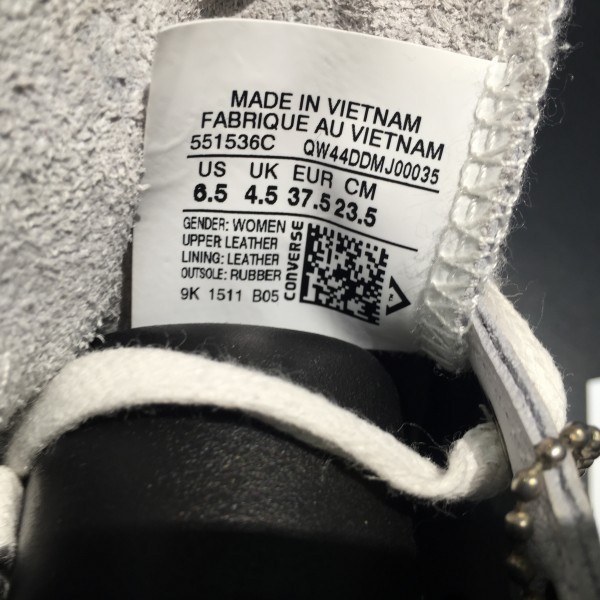 MADE IN VIETNAM
FABRIQUE AU VIETNAM
551536C QW44DDMJ00035
US UK EUR CM
6.5 4.5 37.5 23.5
GENDER: WOMEN
UPPER: LEATHER
LINING: LEATHER
OUTSOLE: RUBBER
9K 1511 B05
CONVERSE